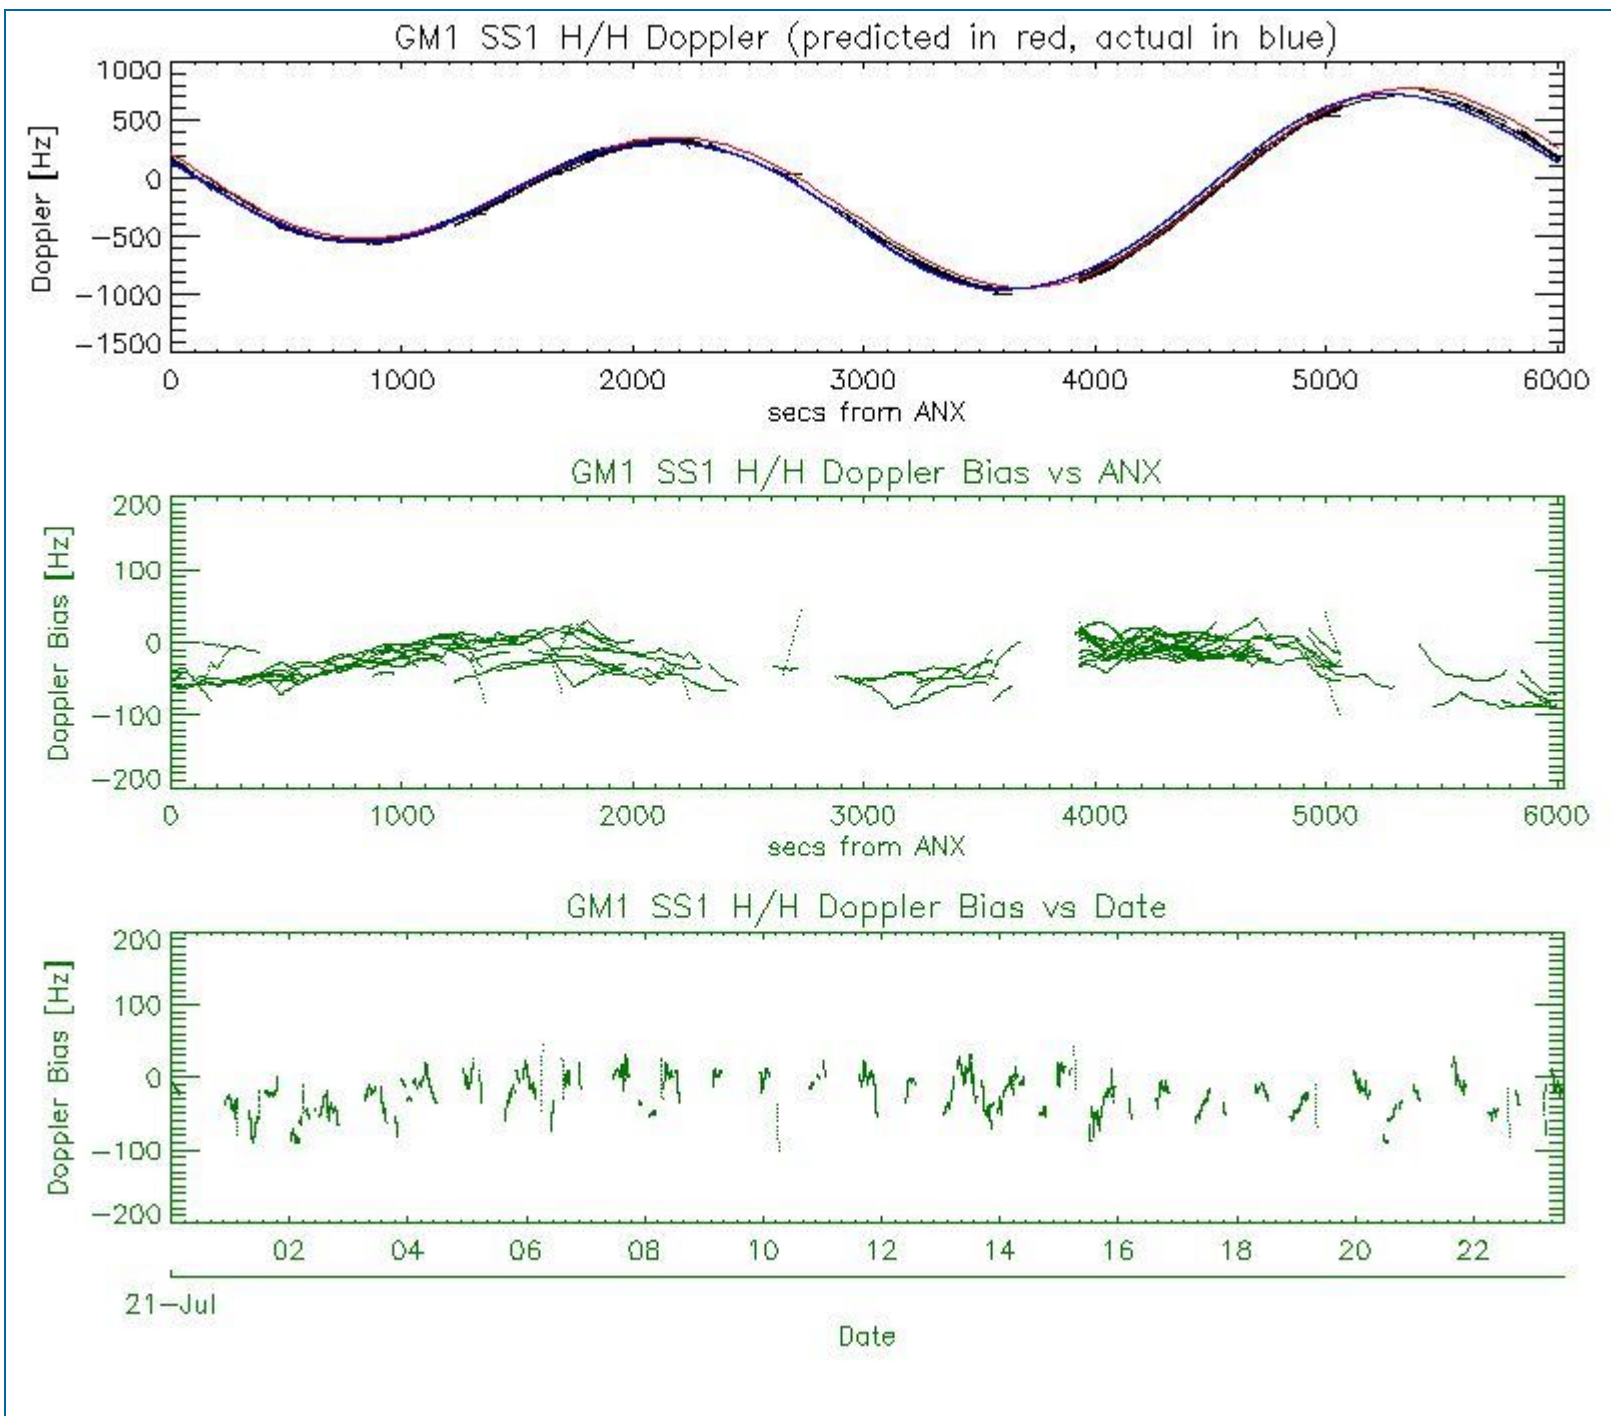 GM1 SS1 H/H Doppler (predicted in red, actual in blue)
Doppler [Hz]
1000
500
0
−500
−1000
−1500
0 1000 2000 3000 4000 5000 6000
secs from ANX
GM1 SS1 H/H Doppler Bias vs ANX
Doppler Bias [Hz]
200
100
0
−100
−200
0 1000 2000 3000 4000 5000 6000
secs from ANX
GM1 SS1 H/H Doppler Bias vs Date
Doppler Bias [Hz]
200
100
0
−100
−200
02 04 06 08 10 12 14 16 18 20 22
21−Jul
Date